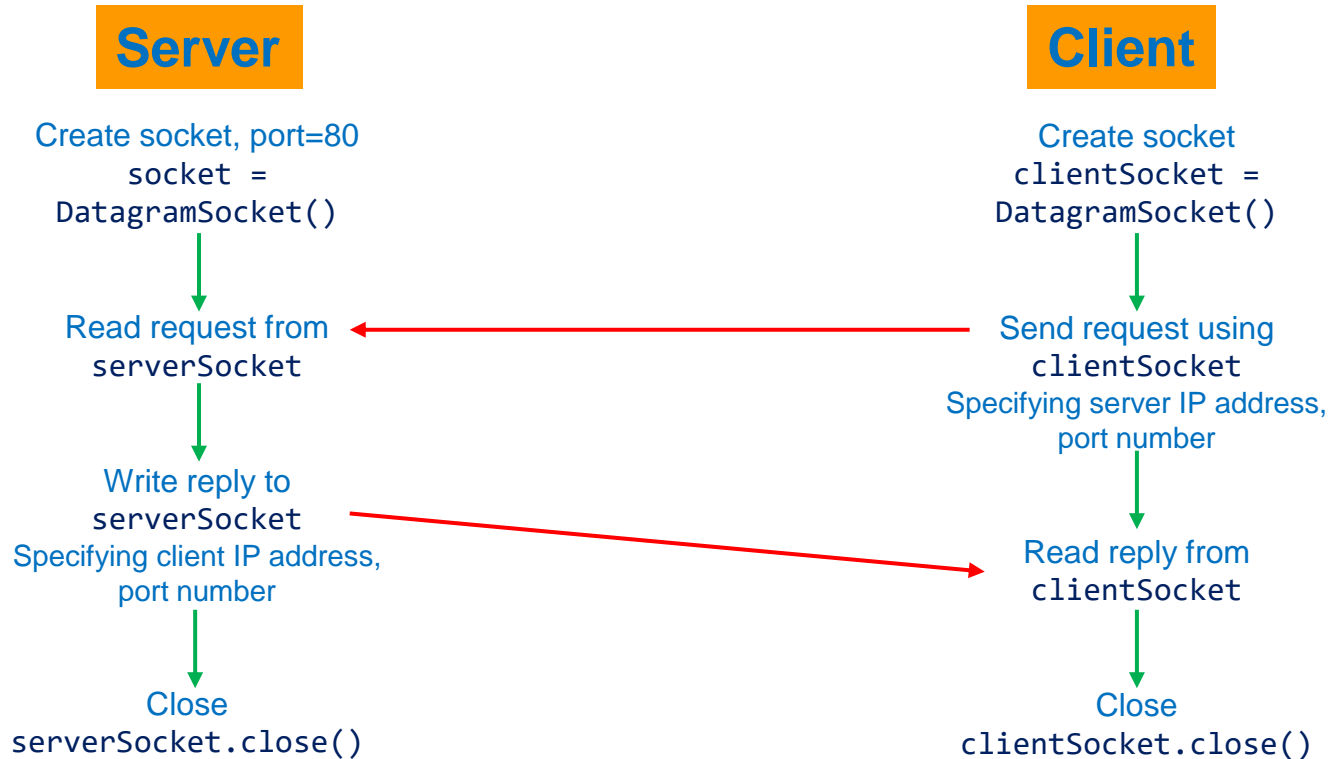 Server
Create socket, port=80
socket =
DatagramSocket()
Read request from
serverSocket
Write reply to
serverSocket
Specifying client IP address,
port number
Close
serverSocket.close()
Client
Create socket
clientSocket =
DatagramSocket()
Send request using
clientSocket
Specifying server IP address,
port number
Read reply from
clientSocket
Close
clientSocket.close()